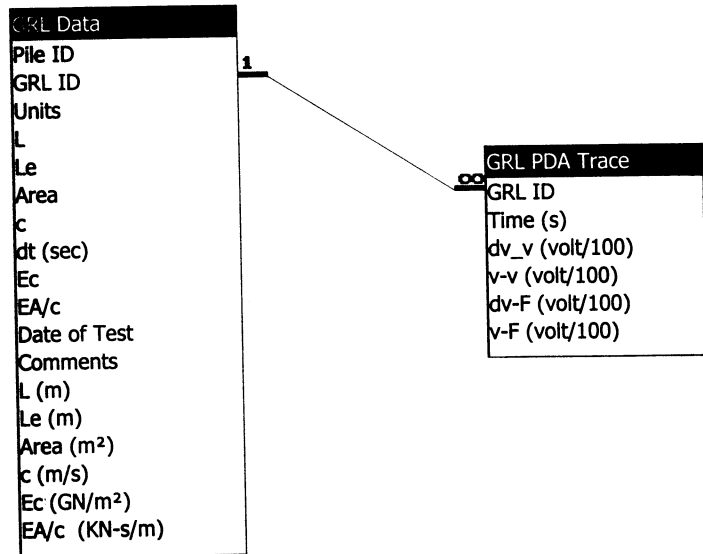 GRL Data
Pile ID
GRL ID
Units
L
Le
Area
c
dt (sec)
Ec
EA/c
Date of Test
Comments
L (m)
Le (m)
Area (m²)
c (m/s)
Ec (GN/m²)
EA/c (KN-s/m)
1
∞
GRL PDA Trace
GRL ID
Time (s)
dv_v (volt/100)
v-v (volt/100)
dv-F (volt/100)
v-F (volt/100)